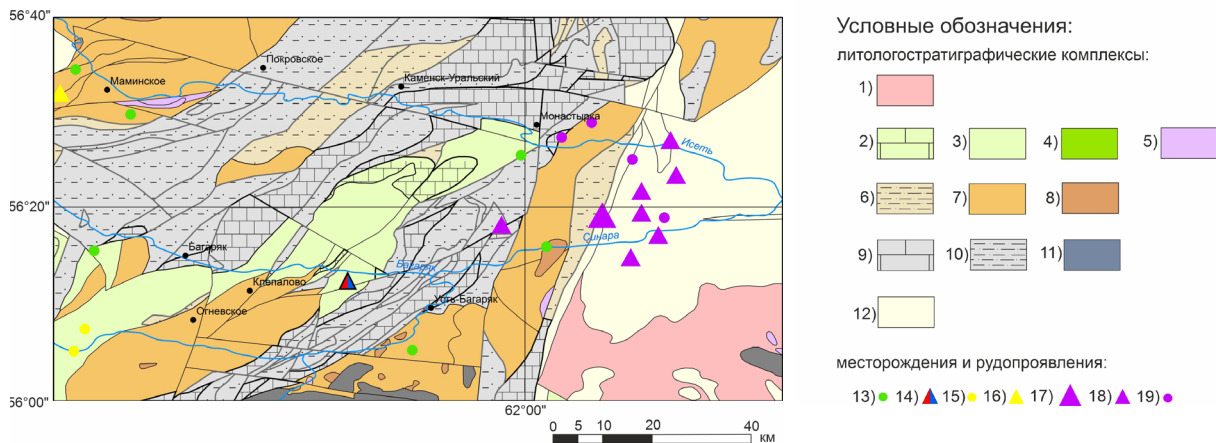 56°40'
56°20'
56°00'
62°00'
Покровское
Маминское
Каменск-Уральский
Монастырка
Исеть
Синара
Багаряк
Багаряк
Клепалово
Усть-Багаряк
Огневское
0 5 10 20 40
км
Условные обозначения:
литологостратиграфические комплексы:
1)
2) 3) 4) 5)
6) 7) 8)
9) 10) 11)
12)
месторождения и рудопроявления:
13) 14) 15) 16) 17) 18) 19)